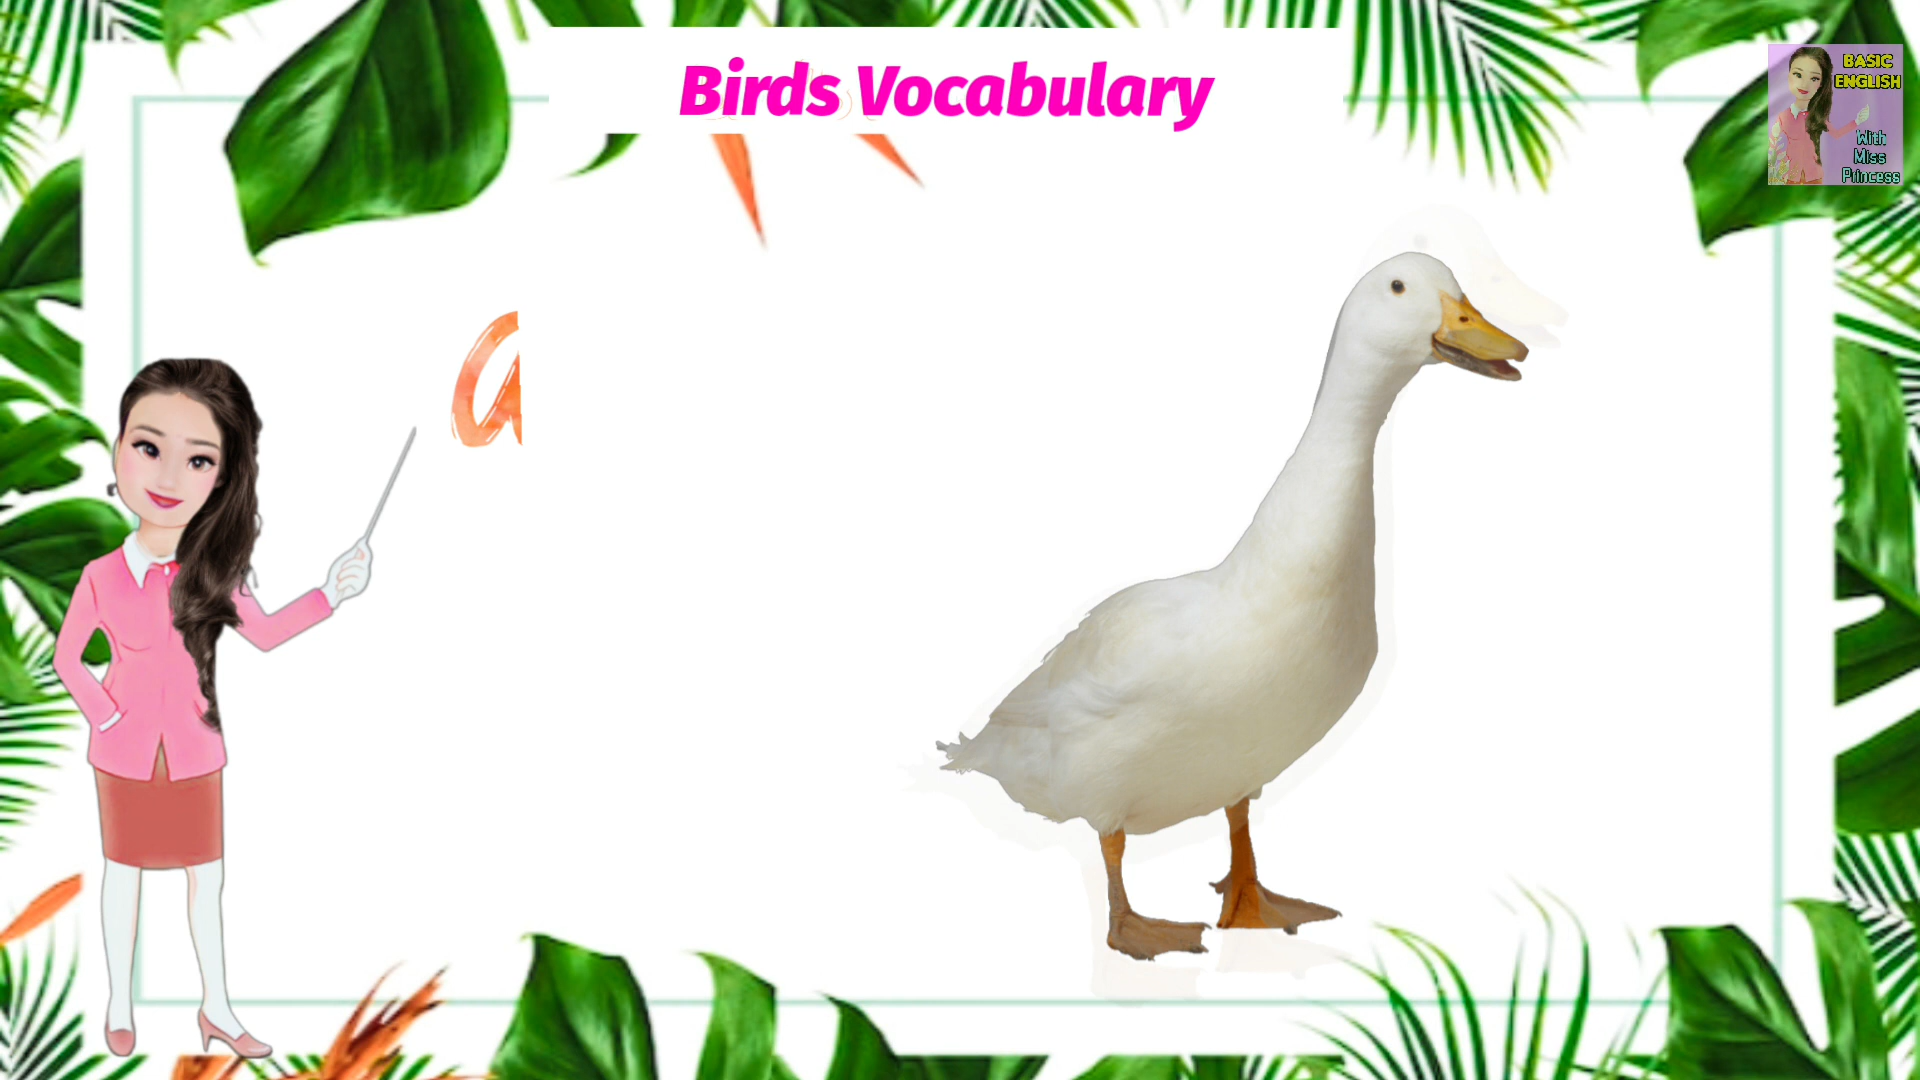 Birds Vocabulary
BASIC
ENGLISH
With
Miss
Princess